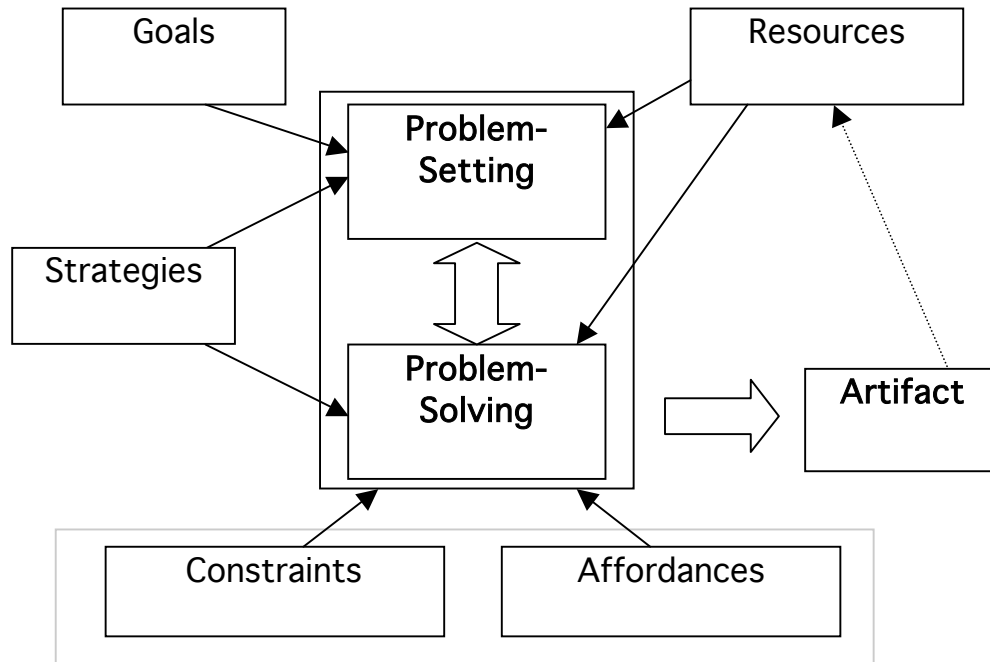 Goals
Resources
Problem-
Setting
Strategies
Problem-
Solving
Artifact
Constraints
Affordances